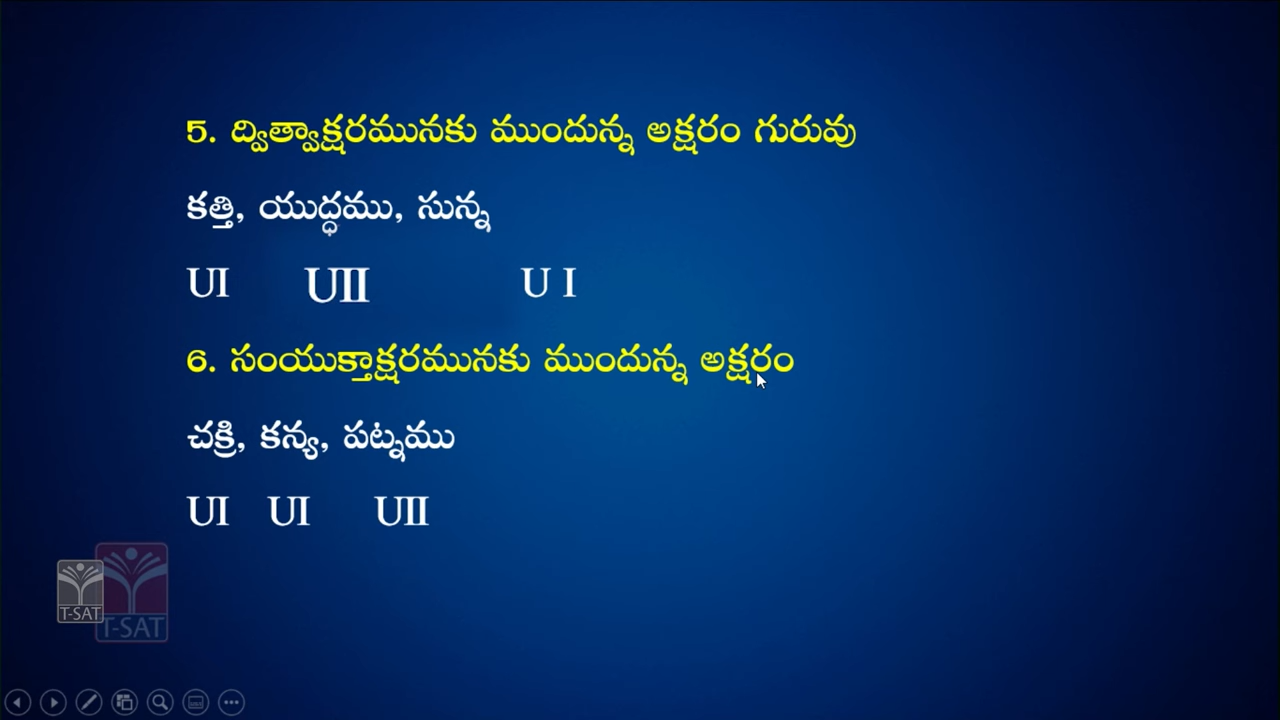 5. ద్విత్వాక్షరమునకు ముందున్న అక్షరం గురువు
కత్తి, యుద్ధము, సున్న
UI UII U I
6. సంయుక్తాక్షరమునకు ముందున్న అక్షరం
చక్రి, కన్య, పట్నము
UI UI UII
T-SAT
T-SAT